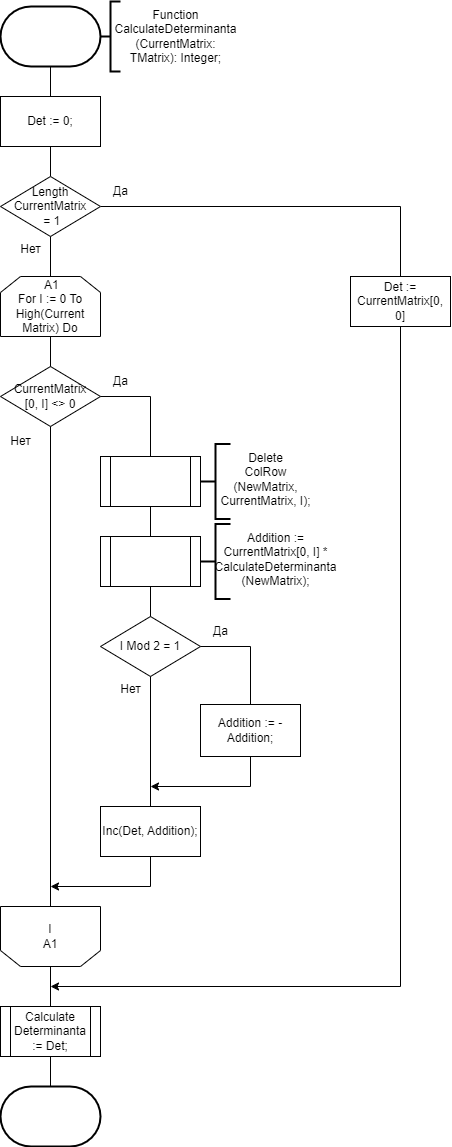 Function
CalculateDeterminanta
(CurrentMatrix:
TMatrix): Integer;
Det := 0;
Length
CurrentMatrix
= 1
Да
Нет
A1
For I := 0 To
High(Current
Matrix) Do
Det :=
CurrentMatrix[0,
0]
CurrentMatrix
[0, I] <> 0
Да
Нет
Delete
ColRow
(NewMatrix,
CurrentMatrix, I);
Addition :=
CurrentMatrix[0, I] *
CalculateDeterminanta
(NewMatrix);
I Mod 2 = 1
Да
Нет
Addition := -
Addition;
Inc(Det, Addition);
I
A1
Calculate
Determinanta
:= Det;